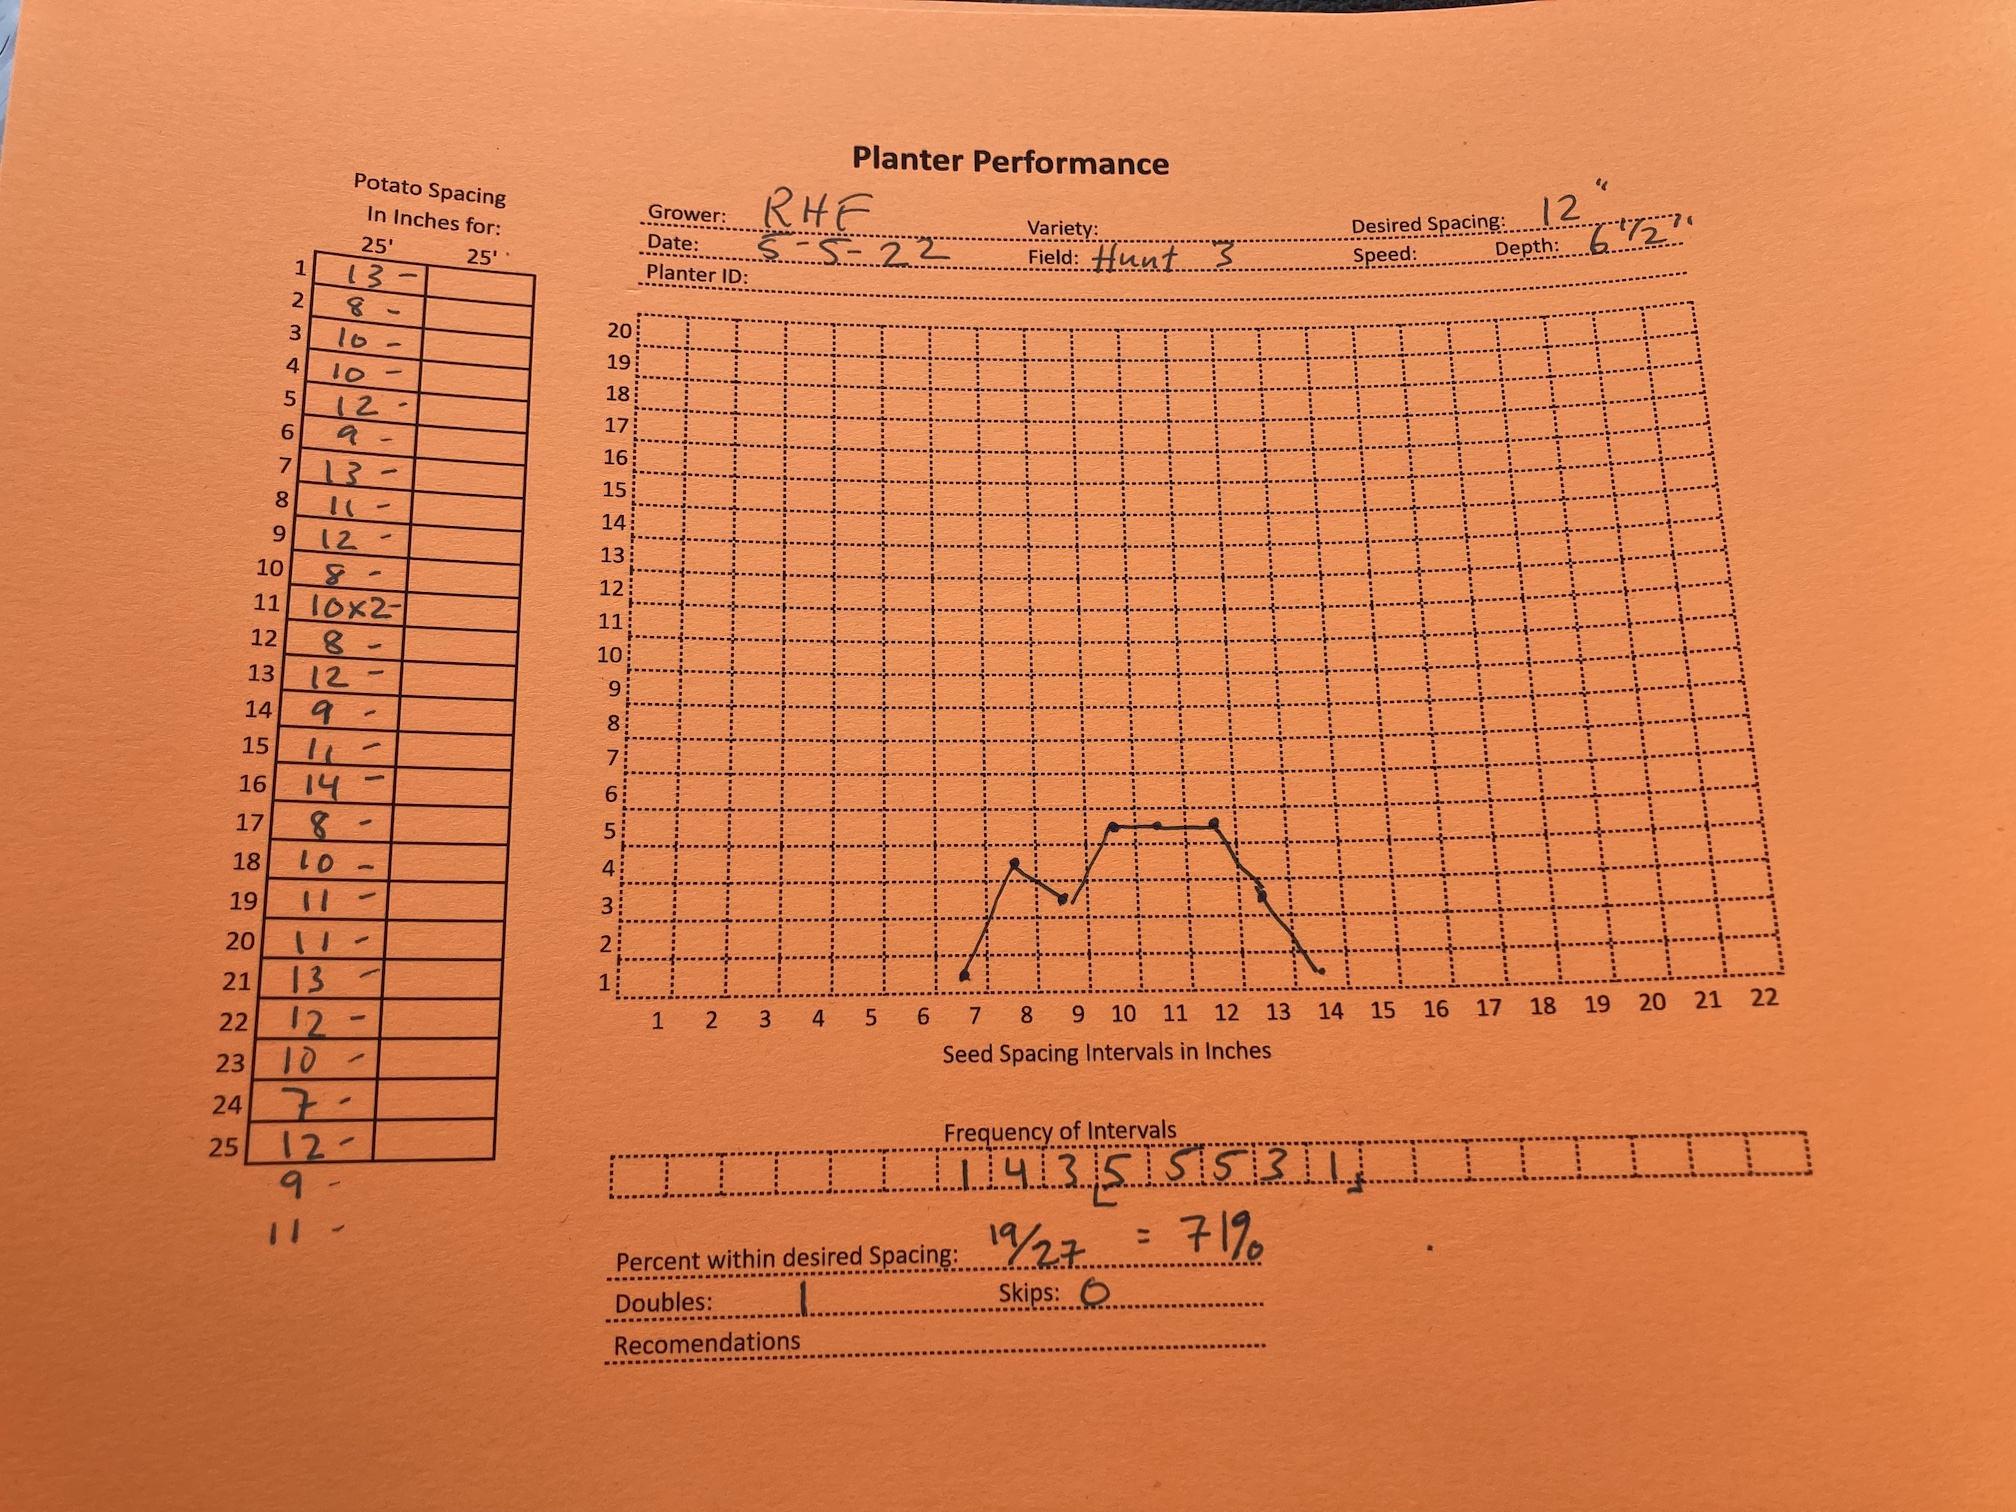 Planter Performance
Potato Spacing
In Inches for:
25' 25'
1 13 -
2 8 -
3 10 -
4 10 -
5 12 -
6 9 -
7 13 -
8 11 -
9 12 -
10 8 -
11 10x2-
12 8 -
13 12 -
14 9 -
15 11 -
16 14 -
17 8 -
18 10 -
19 11 -
20 11 -
21 13 -
22 12 -
23 10 -
24 7 -
25 12 -
9 -
11 -
Grower: RHF Variety: Desired Spacing: 12"
Date: 5-5-22 Field: Hunt 3 Speed: Depth: 6 1/2"
Planter ID:
20
19
18
17
16
15
14
13
12
11
10
9
8
7
6
5
4
3
2
1
1 2 3 4 5 6 7 8 9 10 11 12 13 14 15 16 17 18 19 20 21 22
Seed Spacing Intervals in Inches
Frequency of Intervals
1 4 3 [5 5 5 3 1]
Percent within desired Spacing: 19/27 = 71%
Doubles: 1 Skips: 0
Recomendations